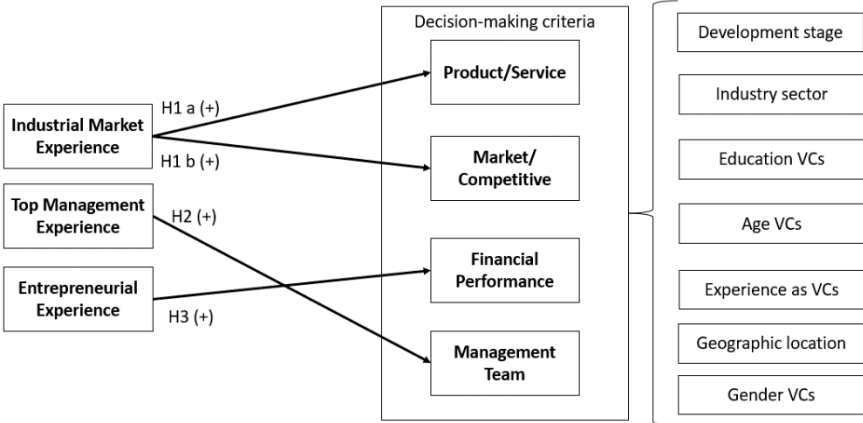 Decision-making criteria
Industrial Market
Experience
Top Management
Experience
Entrepreneurial
Experience
H1 a (+)
H1 b (+)
H2 (+)
H3 (+)
Product/Service
Market/
Competitive
Financial
Performance
Management
Team
Development stage
Industry sector
Education VCs
Age VCs
Experience as VCs
Geographic location
Gender VCs